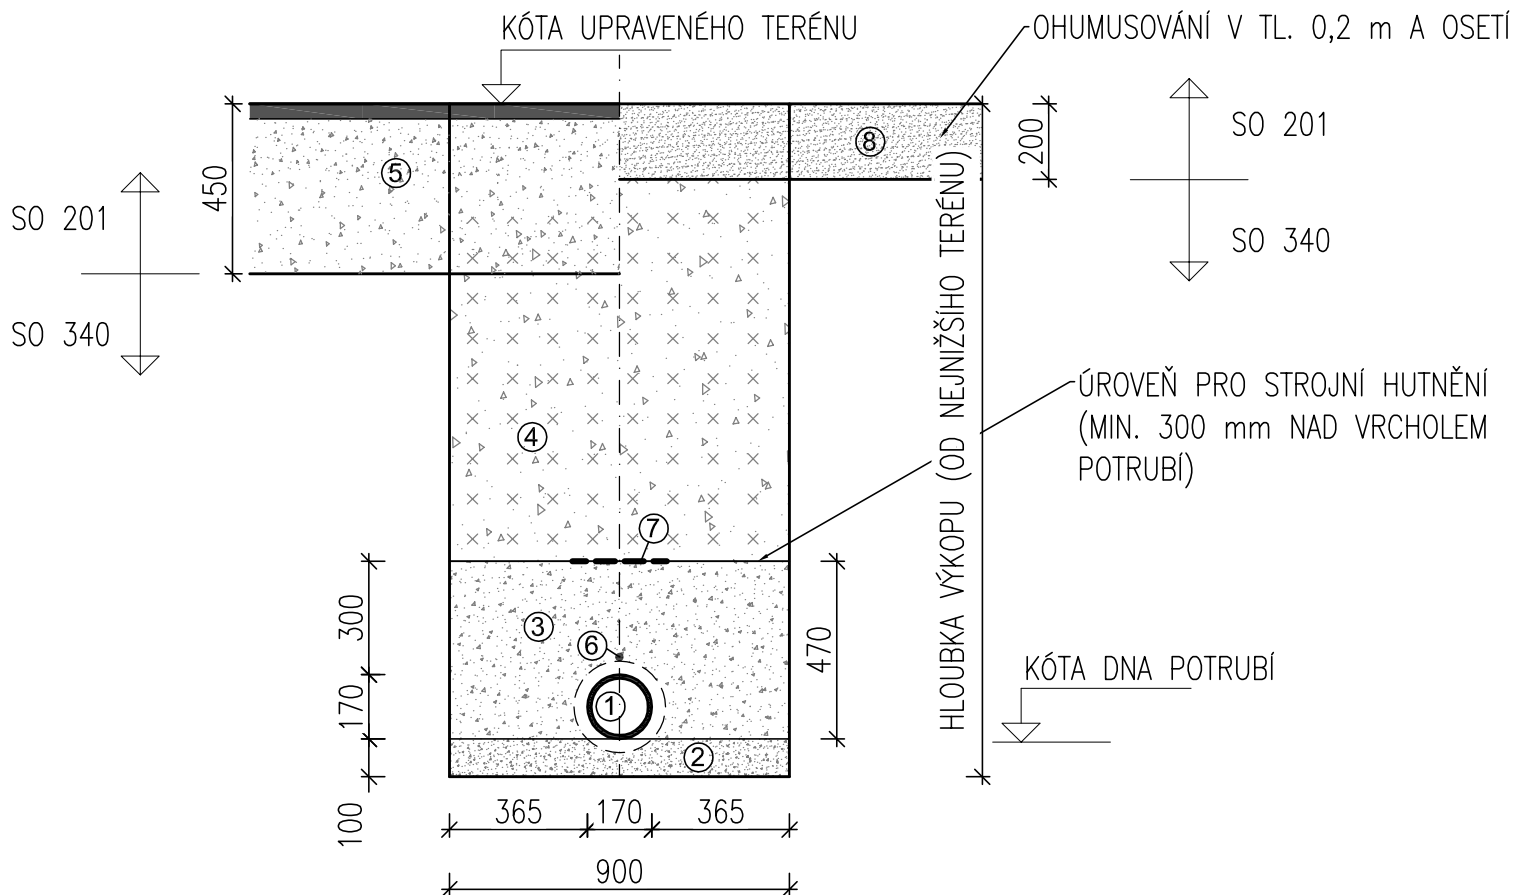 KÓTA UPRAVENÉHO TERÉNU
OHUMUSOVÁNÍ V TL. 0,2 m A OSETÍ
SO 201
SO 340
450
5
8
200
SO 201
SO 340
HLOUBKA VÝKOPU (OD NEJNIŽŠÍHO TERÉNU)
ÚROVEŇ PRO STROJNÍ HUTNĚNÍ
(MIN. 300 mm NAD VRCHOLEM
POTRUBÍ)
4
7
300
170
100
3
6
1
2
470
KÓTA DNA POTRUBÍ
365
170
365
900